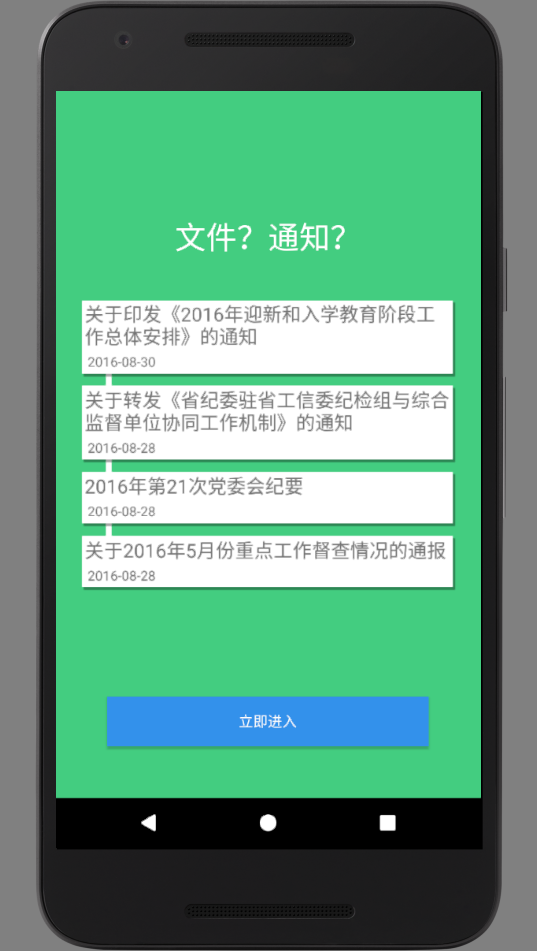 文件？通知？
关于印发《2016年迎新和入学教育阶段工
作总体安排》的通知
2016-08-30
关于转发《省纪委驻省工信委纪检组与综合
监督单位协同工作机制》的通知
2016-08-28
2016年第21次党委会纪要
2016-08-28
关于2016年5月份重点工作督查情况的通报
2016-08-28
立即进入